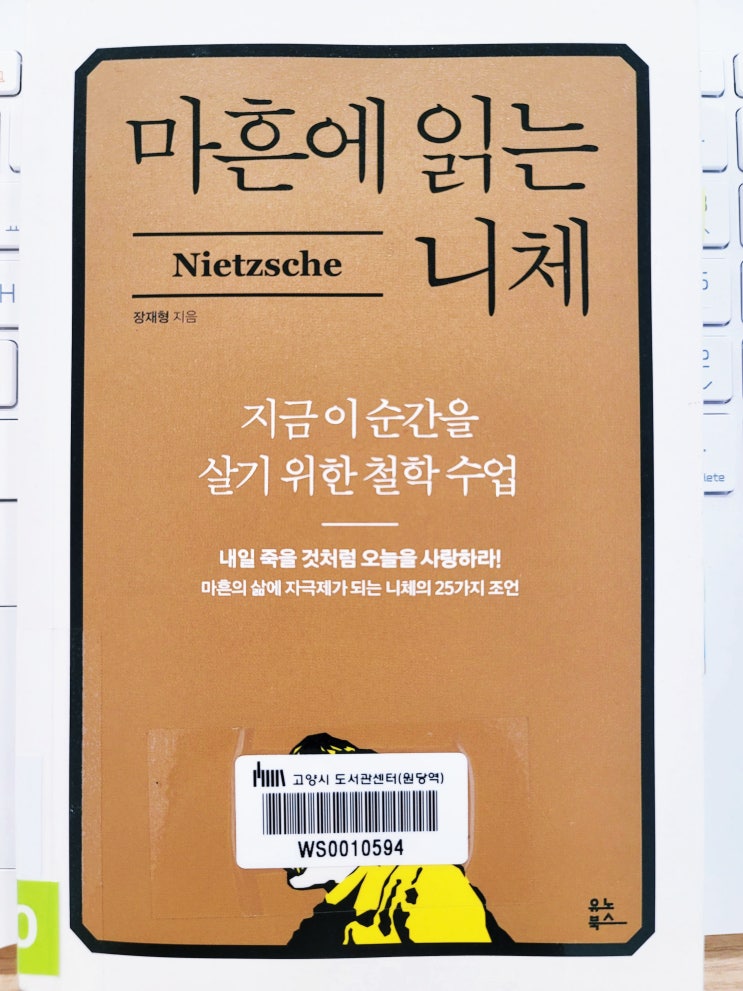 마흔에 읽는
니체
Nietzsche
장재형 지음
지금 이 순간을
살기 위한 철학 수업
내일 죽을 것처럼 오늘을 사랑하라!
마흔의 삶에 자극제가 되는 니체의 25가지 조언
고양시 도서관센터(원당역)
WS0010594
유노
북스
0
H
ㅛ
5